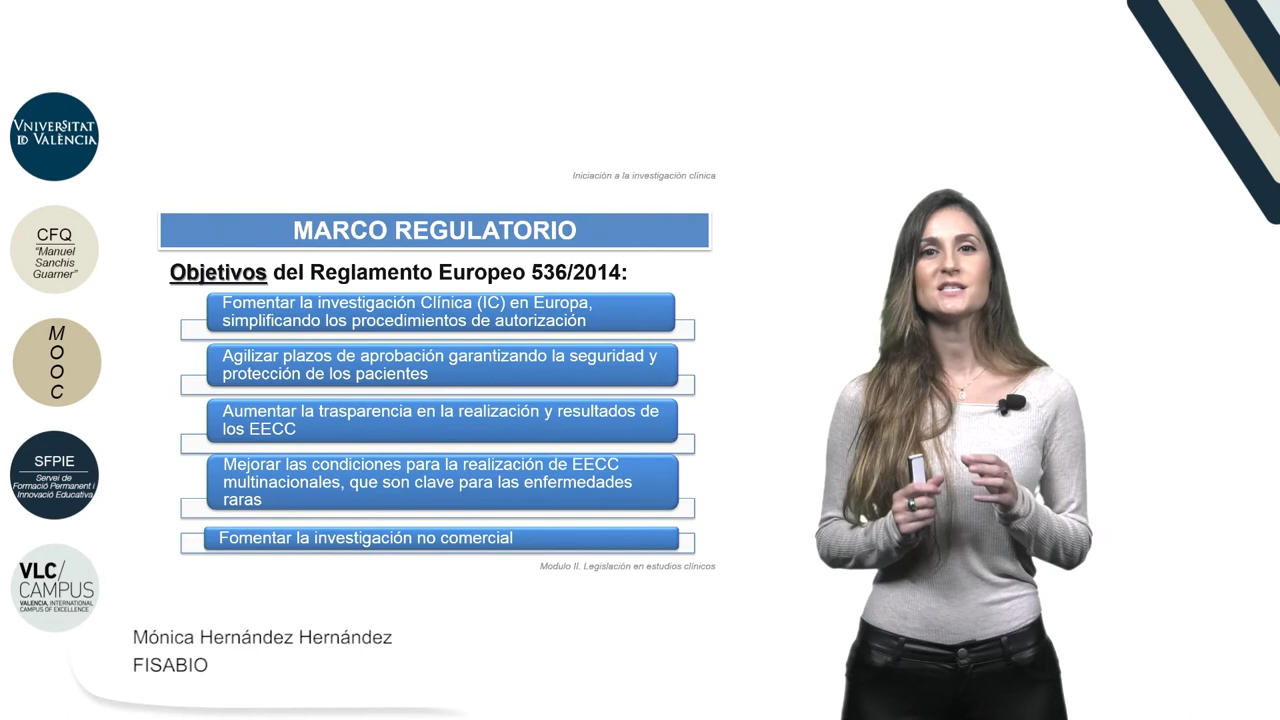 VNIVERSITAT
ID VALÈNCIA
CFQ
"Manuel
Sanchis
Guarner"
M
O
O
C
SFPIE
Servei de
Formació Permanent i
Innovació Educativa
VLC/
CAMPUS
VALENCIA, INTERNATIONAL
CAMPUS OF EXCELLENCE
Iniciación a la investigación clínica
MARCO REGULATORIO
Objetivos del Reglamento Europeo 536/2014:
Fomentar la investigación Clínica (IC) en Europa,
simplificando los procedimientos de autorización
Agilizar plazos de aprobación garantizando la seguridad y
protección de los pacientes
Aumentar la trasparencia en la realización y resultados de
los EECC
Mejorar las condiciones para la realización de EECC
multinacionales, que son clave para las enfermedades
raras
Fomentar la investigación no comercial
Modulo II. Legislación en estudios clínicos
Mónica Hernández Hernández
FISABIO